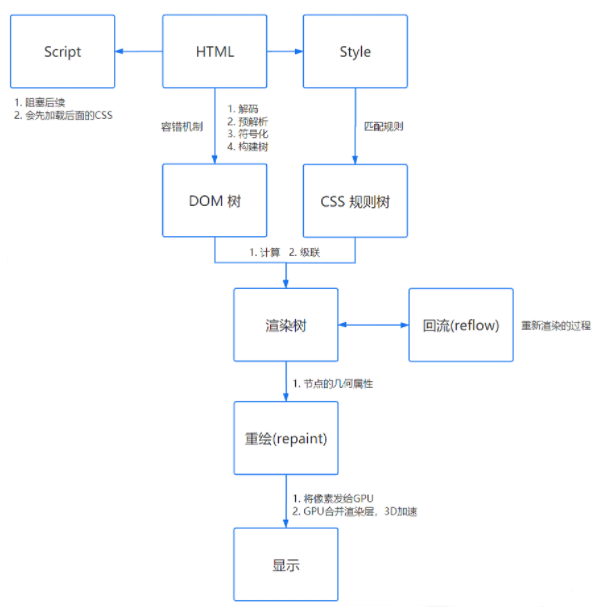 Script
HTML
Style
1. 阻塞后续
2. 会先加载后面的CSS
容错机制
1. 解码
2. 预解析
3. 符号化
4. 构建树
匹配规则
DOM 树
CSS 规则树
1. 计算 2. 级联
渲染树
回流(reflow)
重新渲染的过程
1. 节点的几何属性
重绘(repaint)
1. 将像素发给GPU
2. GPU合并渲染层，3D加速
显示